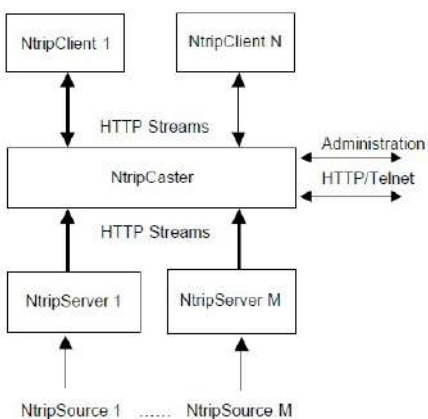 NtripClient 1
NtripClient N
HTTP Streams
Administration
NtripCaster
HTTP/Telnet
HTTP Streams
NtripServer 1
NtripServer M
NtripSource 1 ...... NtripSource M